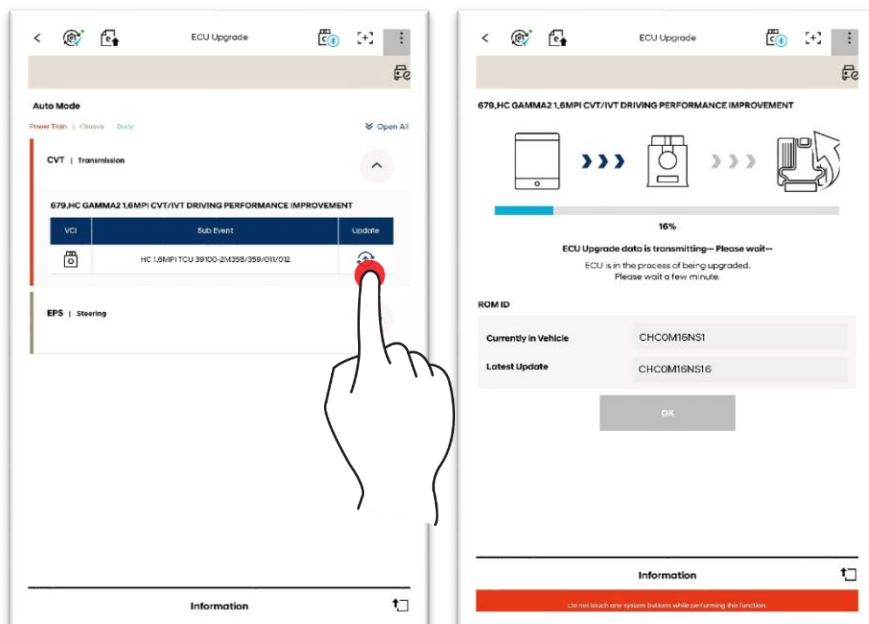 ECU Upgrade
Auto Mode
Power Train | Chassis Body
Open All
CVT | Transmission
679,HC GAMMA2 1,6MPI CVT/IVT DRIVING PERFORMANCE IMPROVEMENT
VCI Sub Event Update
HC 1.6MPI TCU 39100-2M358/359/011/012
EPS | Steering
Information
ECU Upgrade
679,HC GAMMA2 1,6MPI CVT/IVT DRIVING PERFORMANCE IMPROVEMENT
16%
ECU Upgrade data is transmitting-- Please wait--
ECU is in the process of being upgraded.
Please wait a few minute.
ROM ID
Currently in Vehicle CHC0M16NS1
Latest Update CHC0M16NS16
OK
Information
Do not touch any system buttons while performing this function.